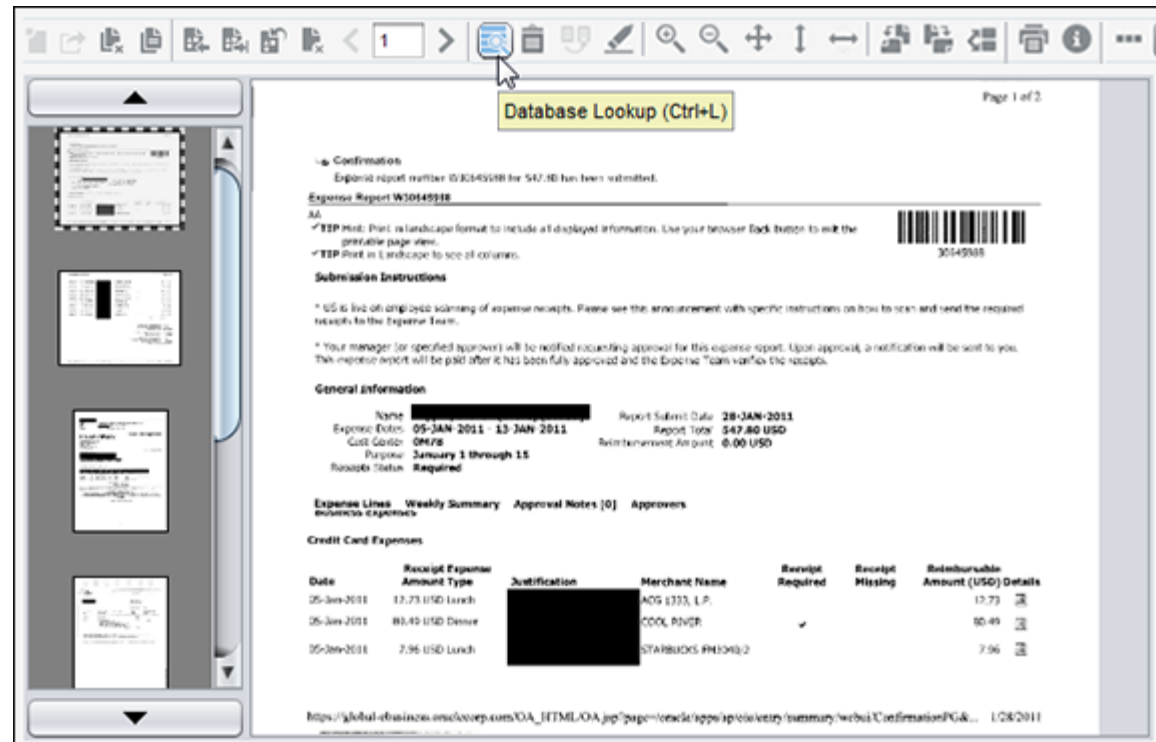 1
Database Lookup (Ctrl+L)
Page 1 of 2
Confirmation
Expense report number W30645988 for 547.80 has been submitted.
Expense Report W30645988
AA
✓TIP Hint: Print in landscape format to include all displayed information. Use your browser Back button to exit the
printable page view.
✓TIP Print in Landscape to see all columns.
30645988
Submission Instructions
* US is live on employee scanning of expense receipts. Please see this announcement with specific instructions on how to scan and send the required
receipts to the Expense Team.
* Your manager (or specified approver) will be notified requesting approval for this expense report. Upon approval, a notification will be sent to you.
This expense report will be paid after it has been fully approved and the Expense Team verifies the receipts.
General Information
Name Report Submit Date 28-JAN-2011
Expense Dates 05-JAN-2011 - 13-JAN-2011 Report Total 547.80 USD
Cost Center 0M78 Reimbursement Amount 0.00 USD
Purpose January 1 through 15
Receipts Status Required
Expense Lines Weekly Summary Approval Notes [0] Approvers
Business Expenses
Credit Card Expenses
Date Receipt Amount Expense Type Justification Merchant Name Receipt Required Receipt Missing Reimbursable Amount (USD) Details
05-Jan-2011 12.73 USD Lunch L.P. 12.73
05-Jan-2011 80.49 USD Dinner COOL RIVER ✓ 80.49
05-Jan-2011 7.96 USD Lunch STARBUCKS 7.96
1/28/2011